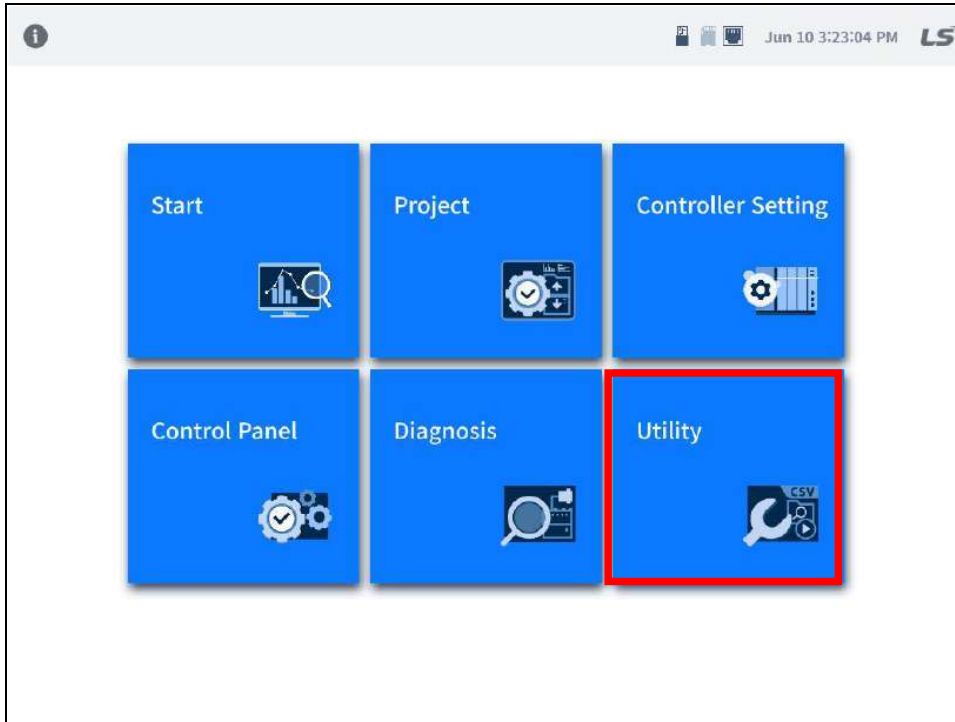 Jun 10 3:23:04 PM LS
Start
Project
Controller Setting
Control Panel
Diagnosis
Utility
CSV